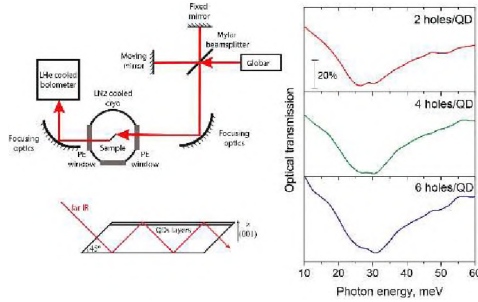 Fixed
mirror
Mylar
beamsplitter
Moving
mirror
Globar
LHe cooled
bolometer
LN2 cooled
cryo
Focusing
optics
PE
window
Sample
PE
window
Focusing
optics
far IR
QDs layers
45°
z
(001)
2 holes/QD
20%
4 holes/QD
6 holes/QD
Optical transmission
10 20 30 40 50 60
Photon energy, meV